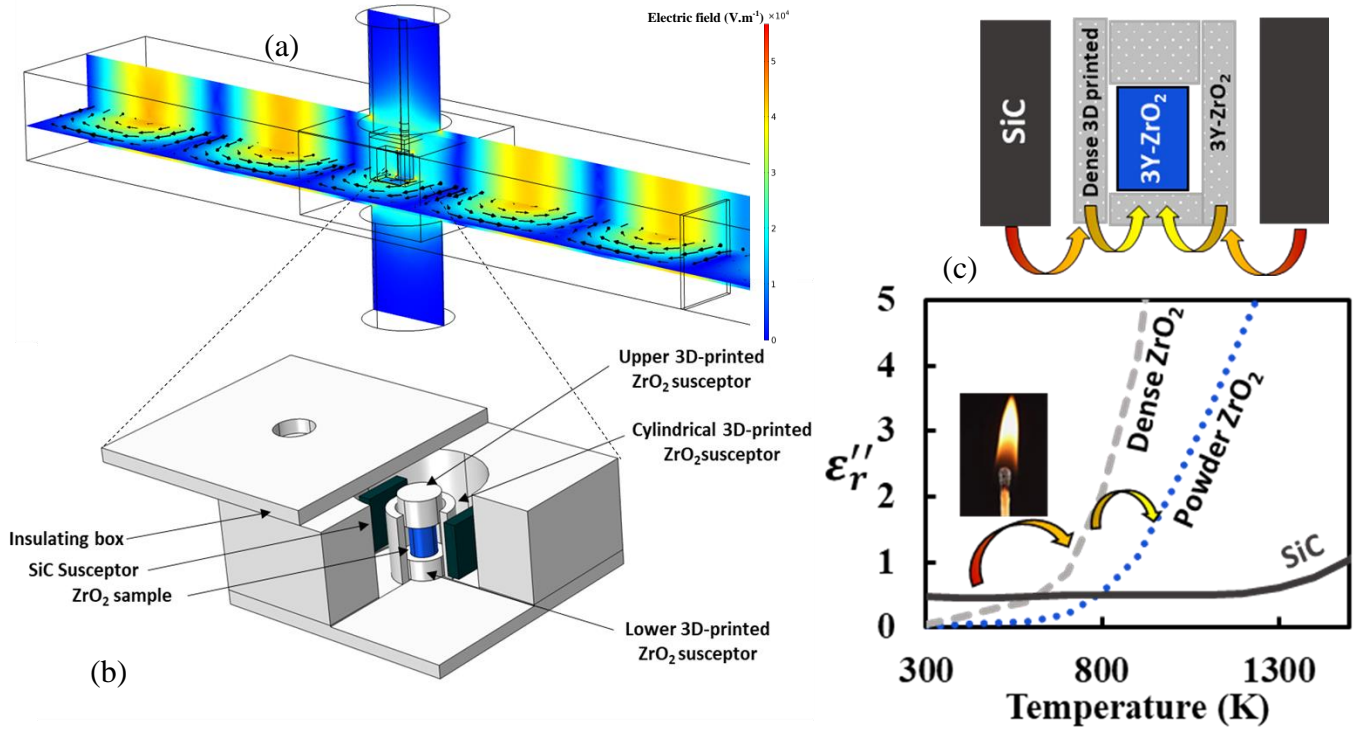 (a)
Electric field (V.m⁻¹)
×10⁴
5
4
3
2
1
0
Upper 3D-printed
ZrO₂ susceptor
Cylindrical 3D-printed
ZrO₂susceptor
Insulating box
SiC Susceptor
ZrO₂ sample
Lower 3D-printed
ZrO₂ susceptor
(b)
SiC
Dense 3D printed
3Y-ZrO₂
3Y-ZrO₂
(c)
5
4
3
2
1
0
εᵣ′′
Dense ZrO₂
Powder ZrO₂
SiC
300
800
1300
Temperature (K)